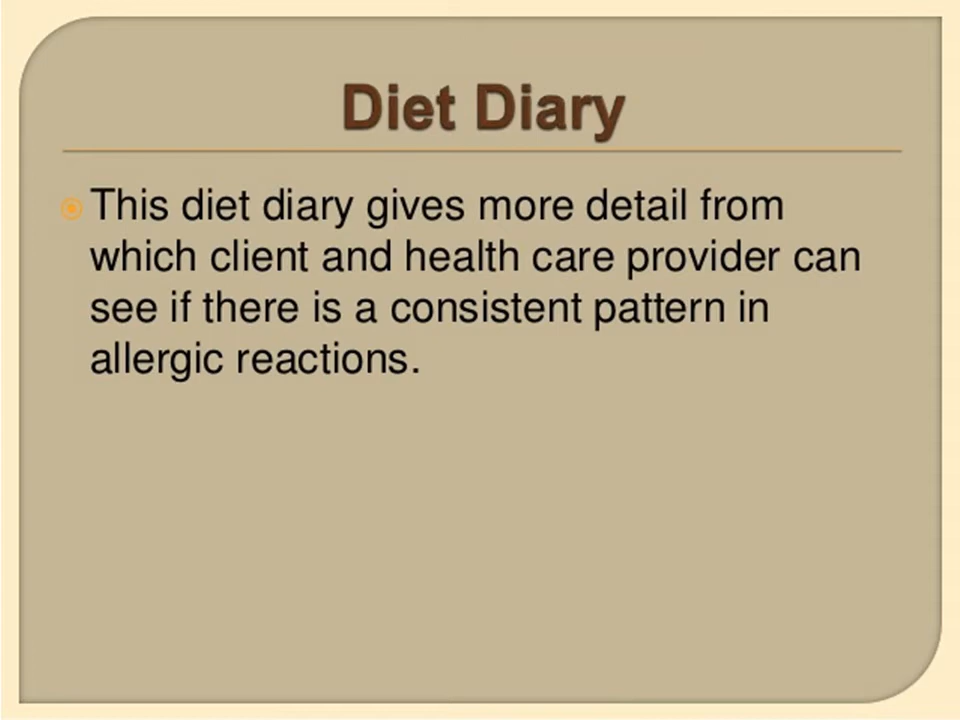 Diet Diary
This diet diary gives more detail from
which client and health care provider can
see if there is a consistent pattern in
allergic reactions.